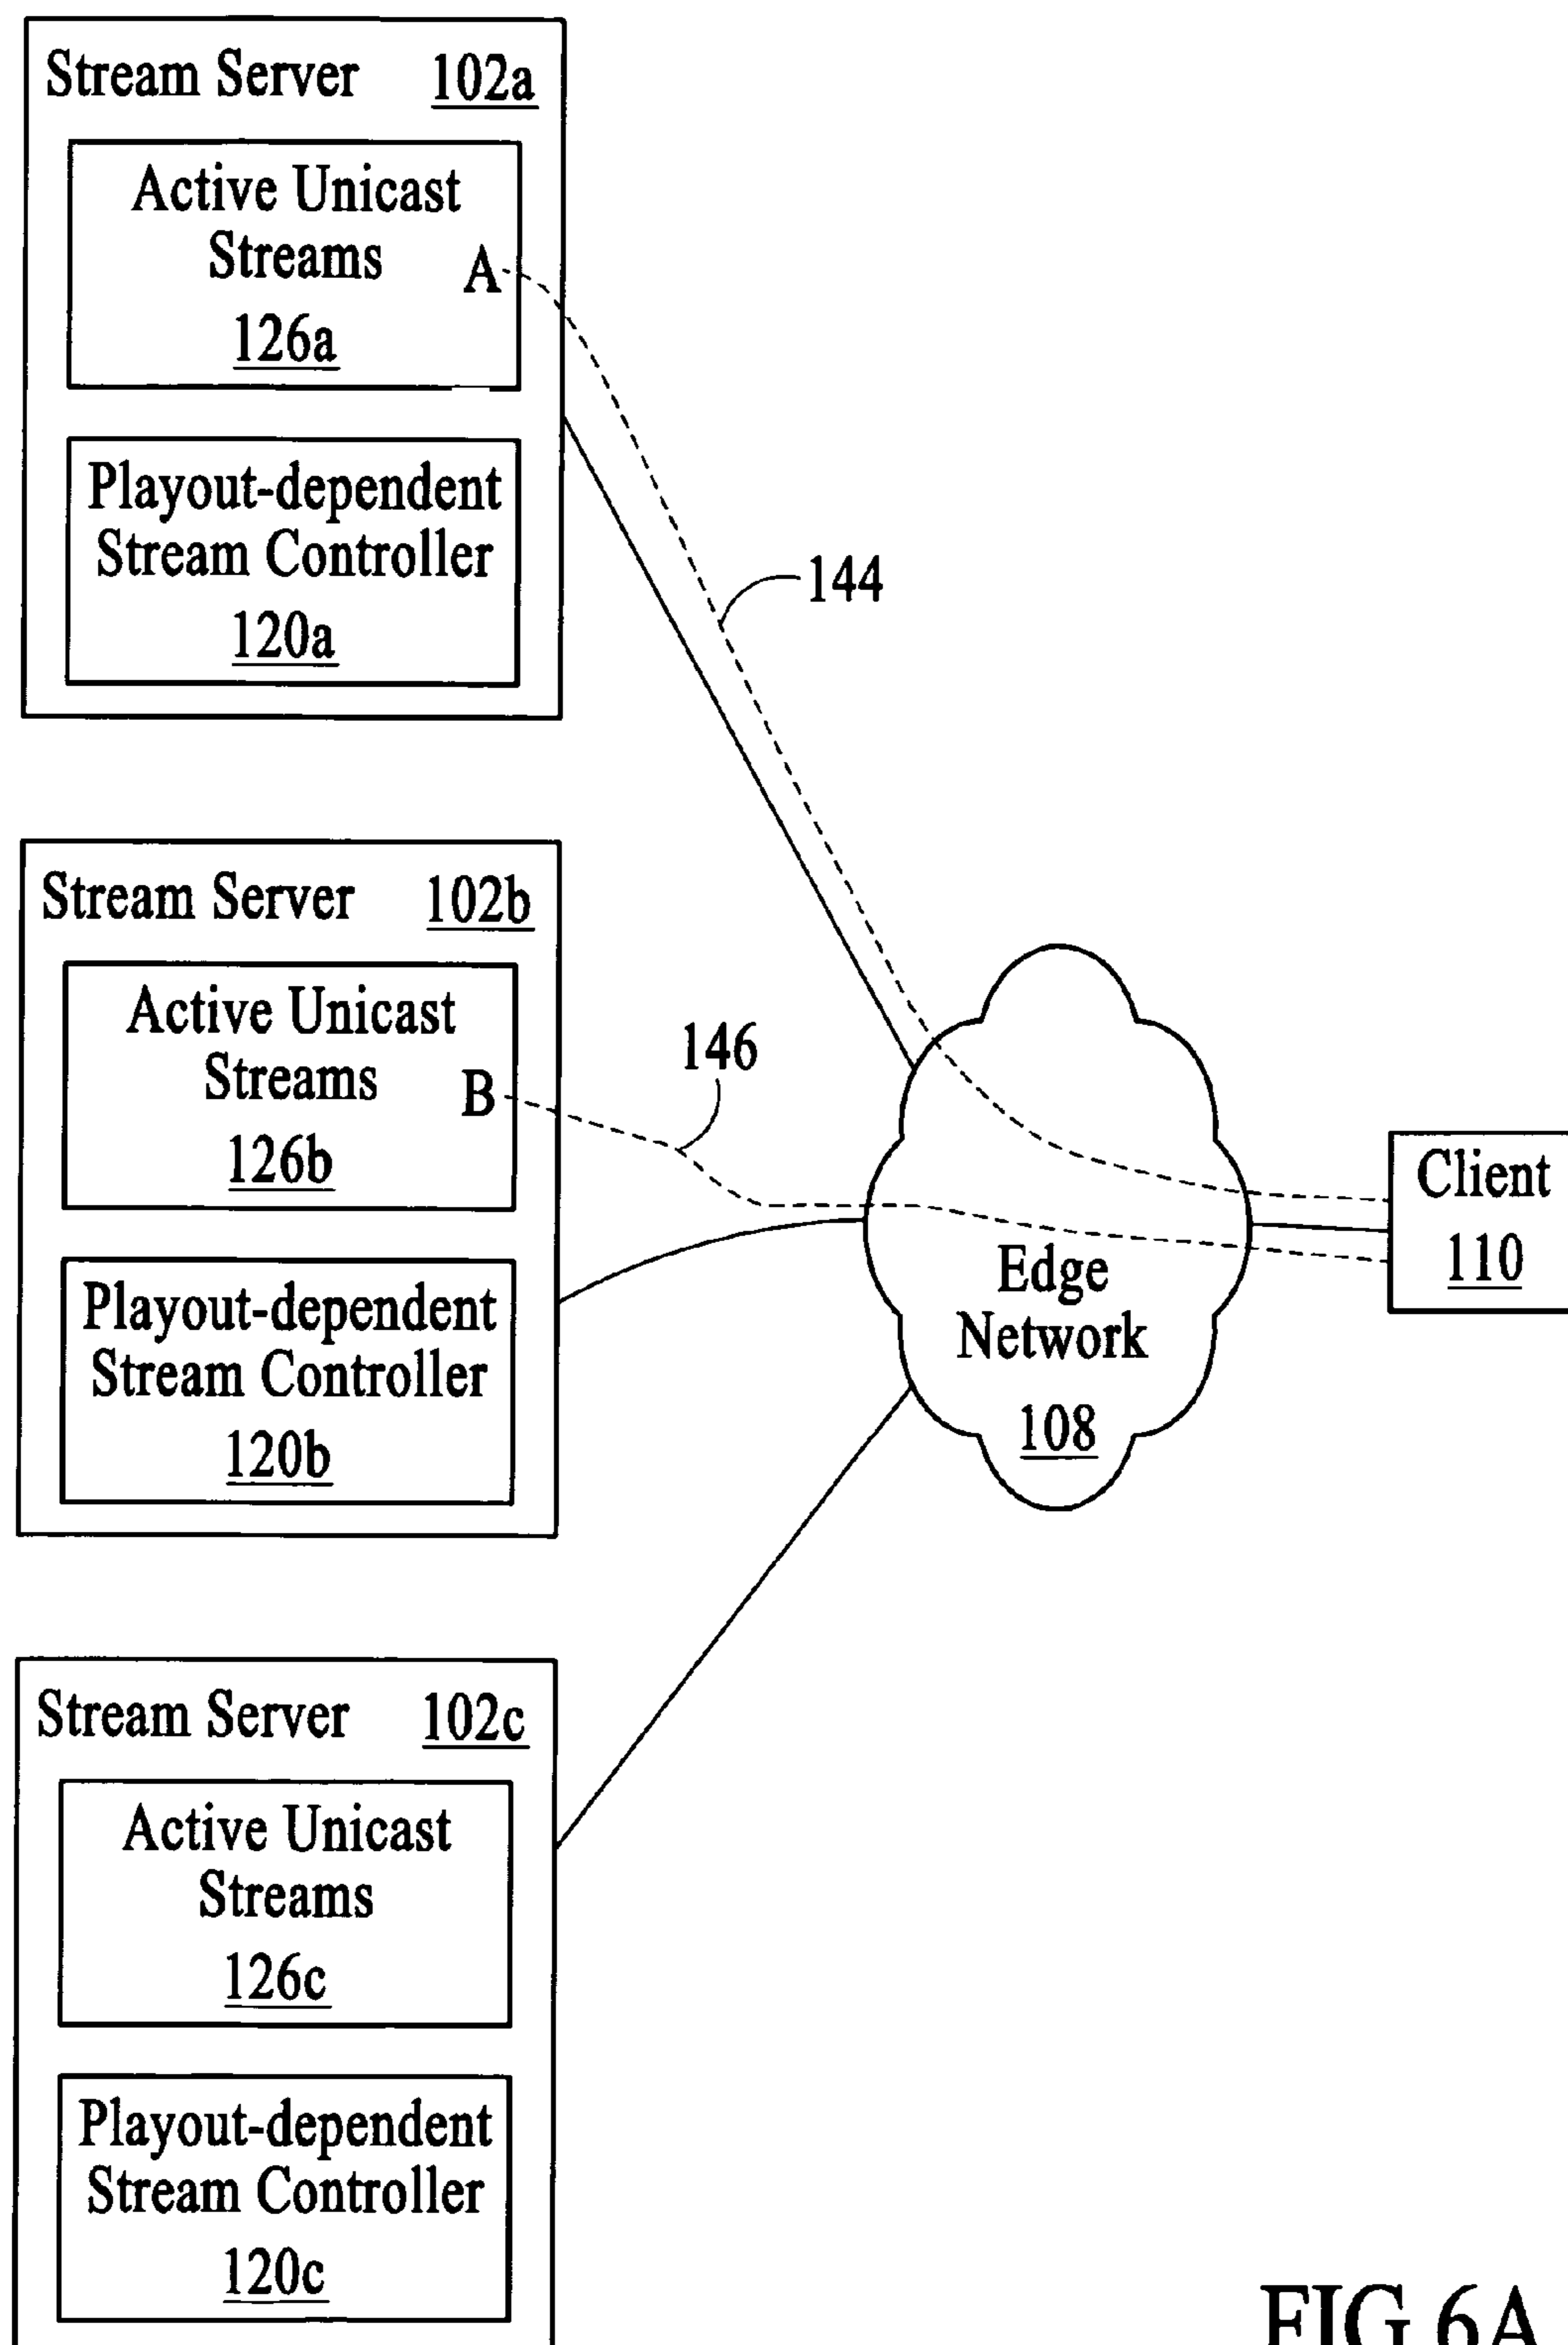 Stream Server 102a
Active Unicast
Streams
A
126a
Playout-dependent
Stream Controller
120a
144
Stream Server 102b
Active Unicast
Streams
B
126b
146
Playout-dependent
Stream Controller
120b
Edge
Network
108
Client
110
Stream Server 102c
Active Unicast
Streams
126c
Playout-dependent
Stream Controller
120c
FIG.6A